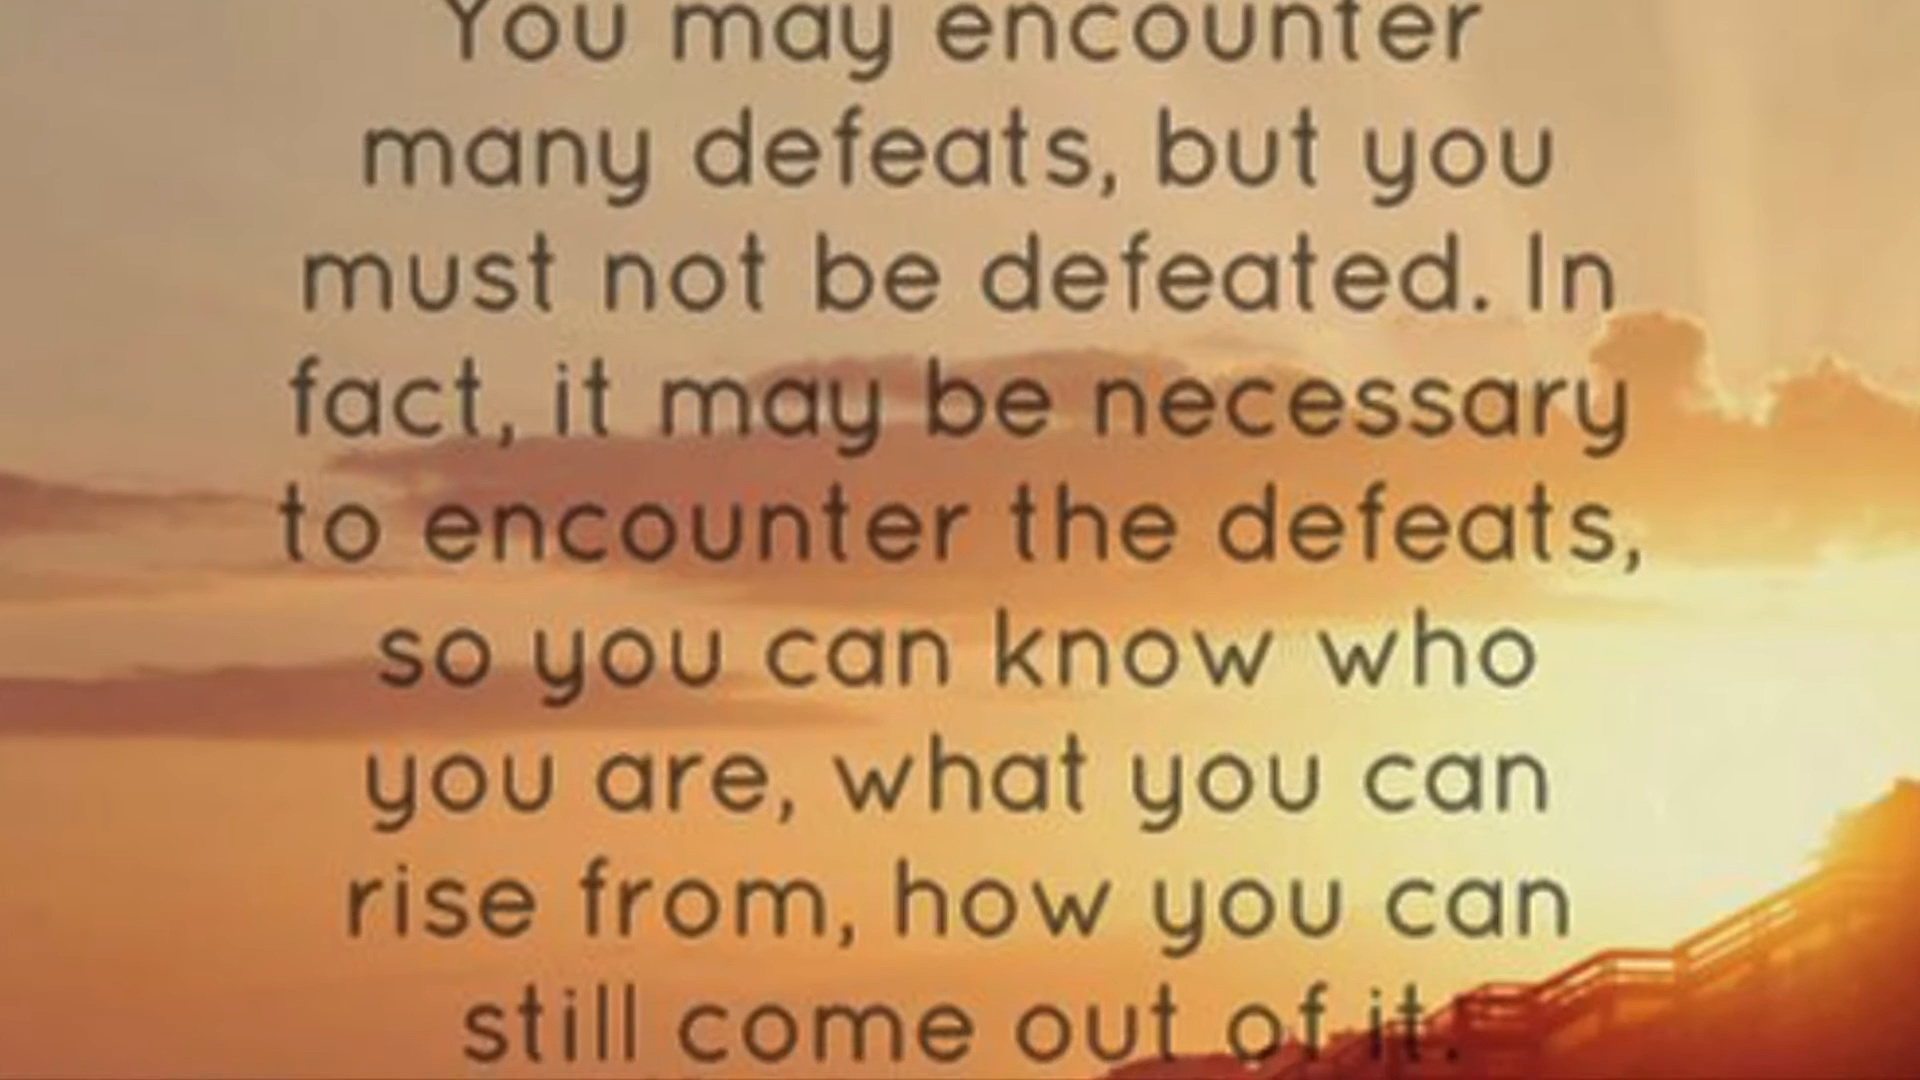 You may encounter
many defeats, but you
must not be defeated. In
fact, it may be necessary
to encounter the defeats,
so you can know who
you are, what you can
rise from, how you can
still come out of it.